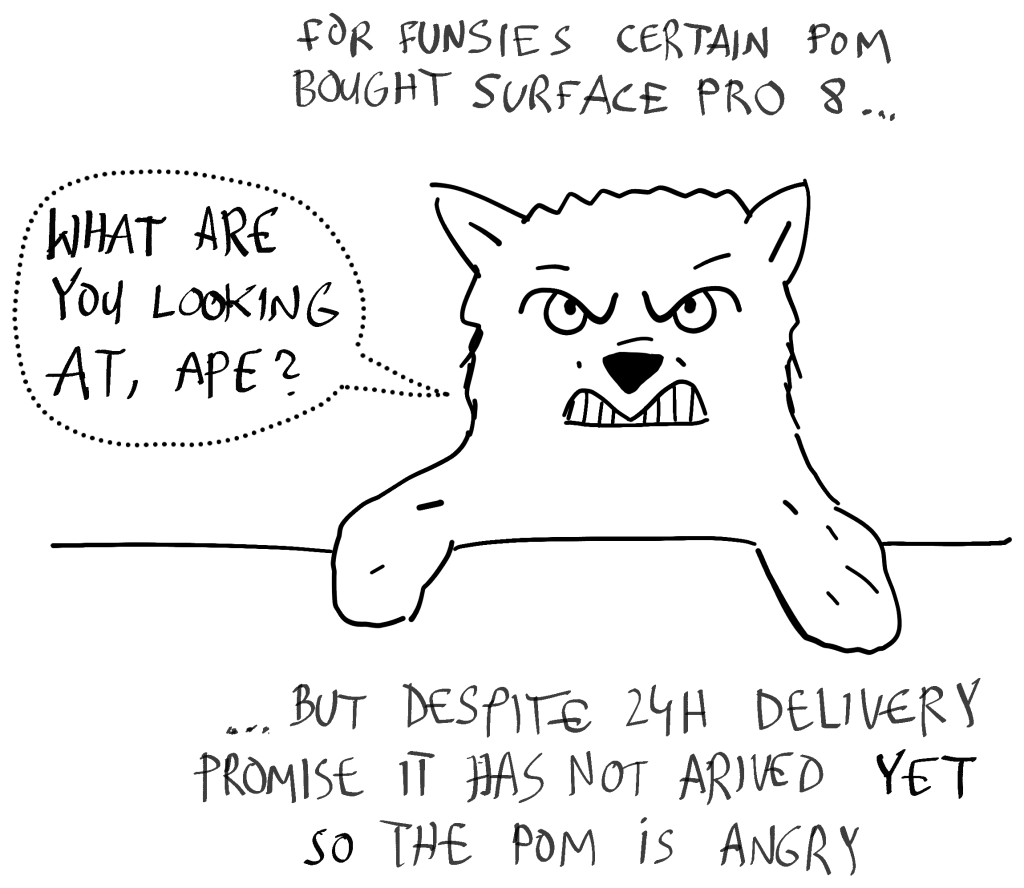 FOR FUNSIES CERTAIN POM
BOUGHT SURFACE PRO 8...
WHAT ARE
YOU LOOKING
AT, APE?
... BUT DESPITE 24H DELIVERY
PROMISE IT HAS NOT ARIVED YET
SO THE POM IS ANGRY